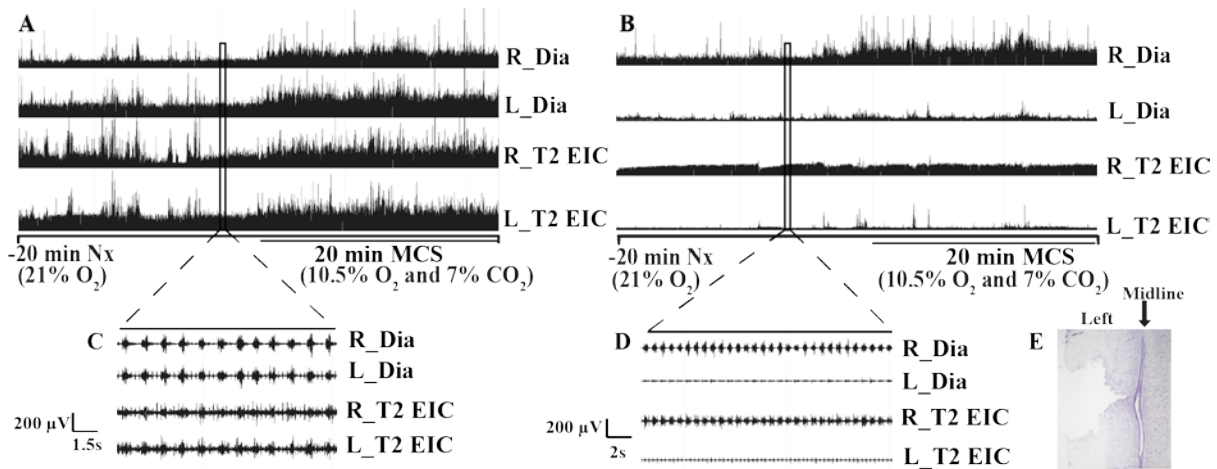 A
R_Dia
L_Dia
R_T2 EIC
L_T2 EIC
-20 min Nx
(21% O₂)
20 min MCS
(10.5% O₂ and 7% CO₂)
B
R_Dia
L_Dia
R_T2 EIC
L_T2 EIC
-20 min Nx
(21% O₂)
20 min MCS
(10.5% O₂ and 7% CO₂)
C
R_Dia
L_Dia
R_T2 EIC
L_T2 EIC
200 µV
1.5s
D
R_Dia
L_Dia
R_T2 EIC
L_T2 EIC
200 µV
2s
Midline
Left
E